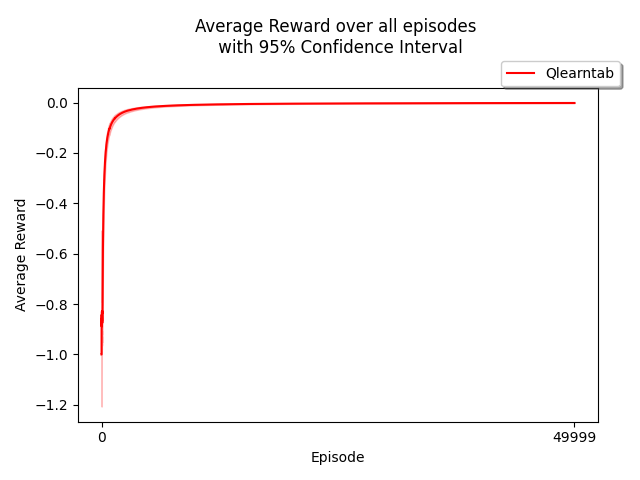 Average Reward over all episodes
with 95% Confidence Interval
Qlearntab
0.0
−0.2
−0.4
−0.6
−0.8
−1.0
−1.2
Average Reward
0
49999
Episode